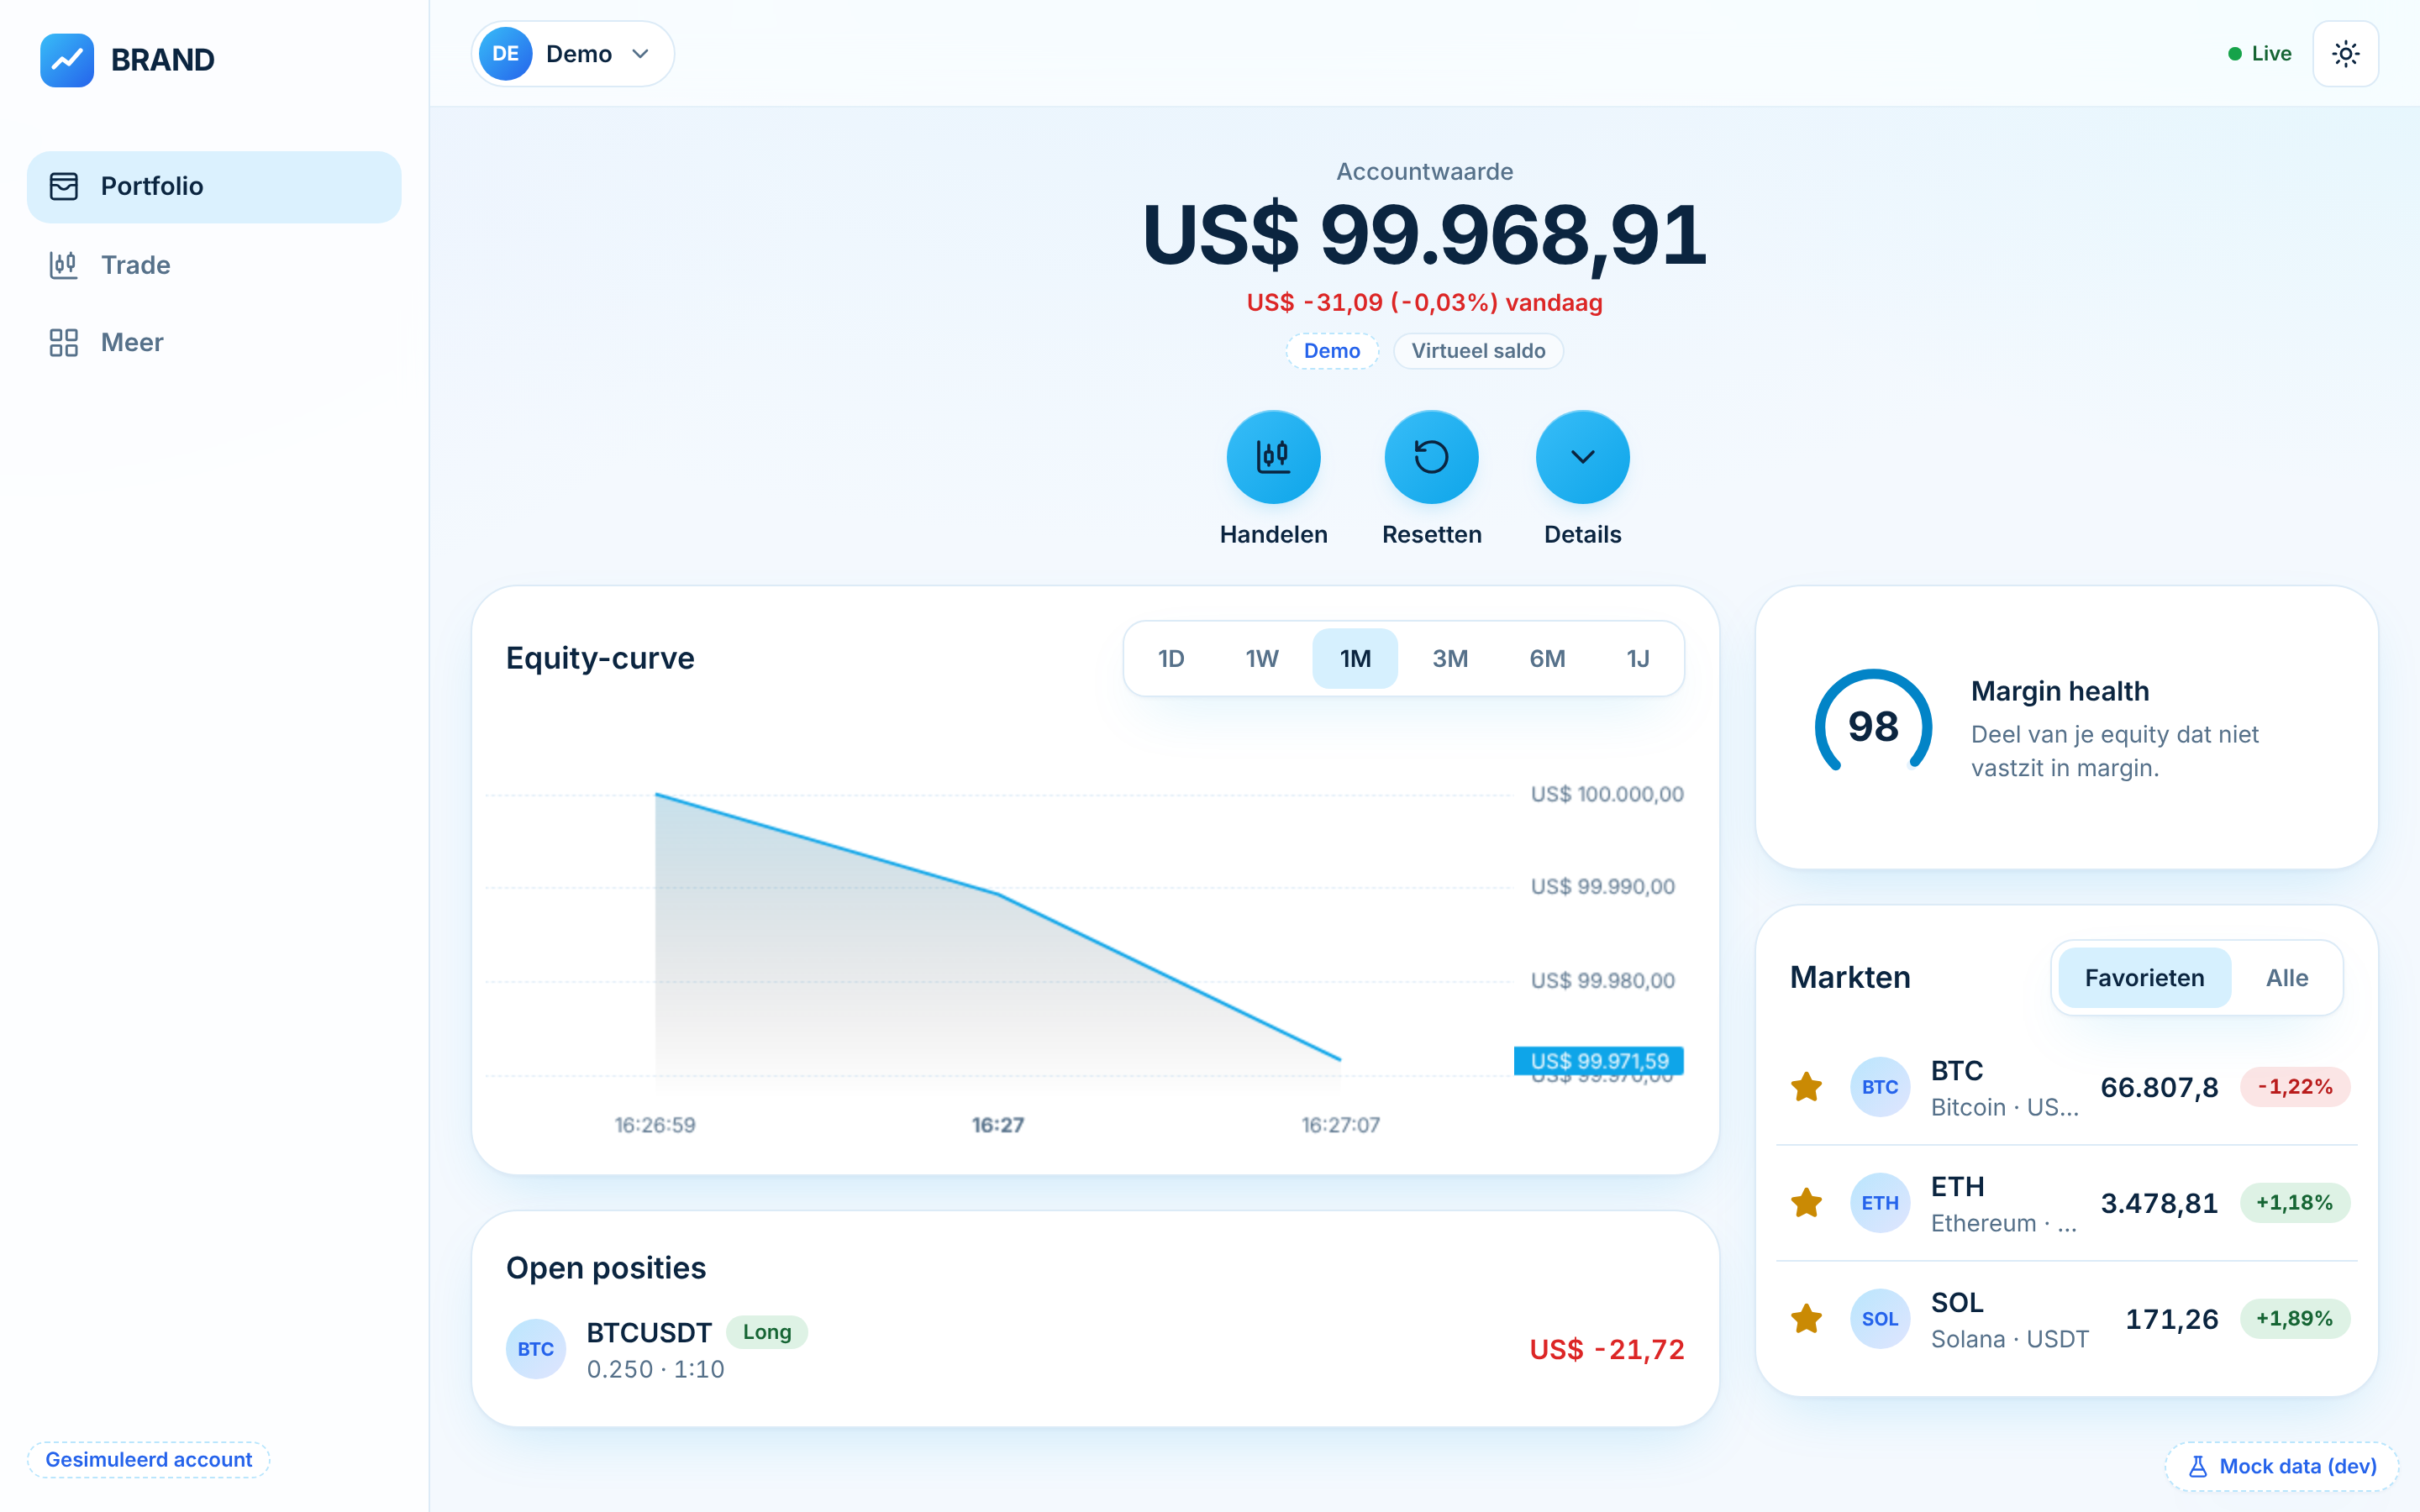 BRAND
Portfolio
Trade
Meer
Gesimuleerd account
DE Demo
Live
Accountwaarde
US$ 99.968,91
US$ -31,09 (-0,03%) vandaag
Demo
Virtueel saldo
Handelen
Resetten
Details
Equity-curve
1D 1W 1M 3M 6M 1J
US$ 100.000,00
US$ 99.990,00
US$ 99.980,00
US$ 99.971,59
US$ 99.970,00
16:26:59 16:27 16:27:07
Open posities
BTC
BTCUSDT Long
0.250 · 1:10
US$ -21,72
98
Margin health
Deel van je equity dat niet
vastzit in margin.
Markten
Favorieten Alle
BTC
BTC
Bitcoin · US...
66.807,8
-1,22%
ETH
ETH
Ethereum · ...
3.478,81
+1,18%
SOL
SOL
Solana · USDT
171,26
+1,89%
Mock data (dev)